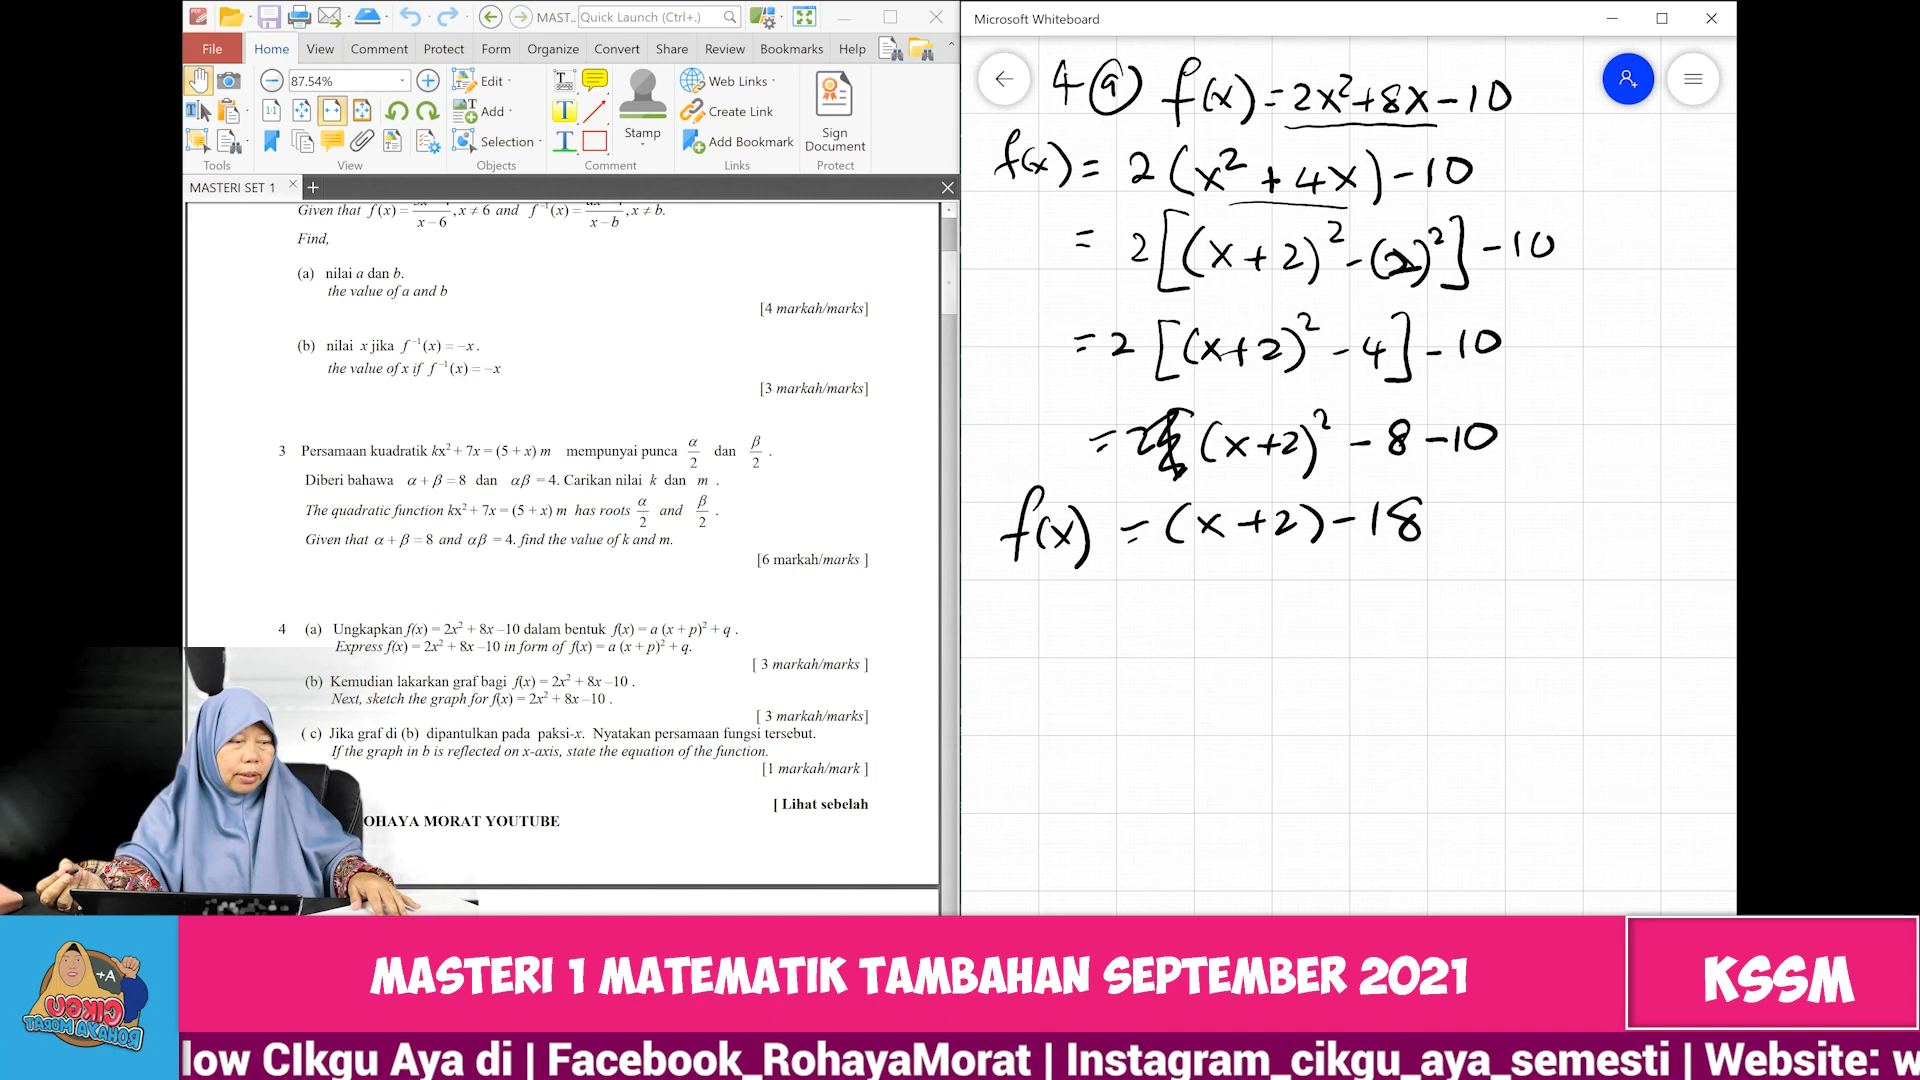 MAST..
Quick Launch (Ctrl+.)
File Home View Comment Protect Form Organize Convert Share Review Bookmarks Help
87.54%
Edit
Add
Selection
Stamp
Web Links
Create Link
Add Bookmark
Sign Document
Tools View Objects Comment Links Protect
MASTERI SET 1
Find,
(a) nilai a dan b.
the value of a and b
[4 markah/marks]
(b) nilai x jika f⁻¹(x) = −x .
the value of x if f⁻¹(x) = −x
[3 markah/marks]
3 Persamaan kuadratik kx² + 7x = (5 + x) m mempunyai punca α/2 dan β/2 .
Diberi bahawa α + β = 8 dan αβ = 4. Carikan nilai k dan m .
The quadratic function kx² + 7x = (5 + x) m has roots α/2 and β/2 .
Given that α + β = 8 and αβ = 4. find the value of k and m.
[6 markah/marks ]
4 (a) Ungkapkan f(x) = 2x² + 8x –10 dalam bentuk f(x) = a (x + p)² + q .
Express f(x) = 2x² + 8x –10 in form of f(x) = a (x + p)² + q.
[ 3 markah/marks ]
(b) Kemudian lakarkan graf bagi f(x) = 2x² + 8x –10 .
Next, sketch the graph for f(x) = 2x² + 8x –10 .
[ 3 markah/marks]
( c) Jika graf di (b) dipantulkan pada paksi-x. Nyatakan persamaan fungsi tersebut.
If the graph in b is reflected on x-axis, state the equation of the function.
[1 markah/mark ]
[ Lihat sebelah
OHAYA MORAT YOUTUBE
Microsoft Whiteboard
4 (a) f(x) = 2x² + 8x – 10
f(x) = 2 (x² + 4x) – 10
= 2 [(x + 2)² – (2)²] – 10
= 2 [(x+2)² – 4] – 10
= 2 (x+2)² – 8 – 10
f(x) = (x + 2) – 18
+A
CIKGU
ROHAYA MORAT
MASTERI 1 MATEMATIK TAMBAHAN SEPTEMBER 2021
KSSM
low CIkgu Aya di | Facebook_RohayaMorat | Instagram_cikgu_aya_semesti | Website: w